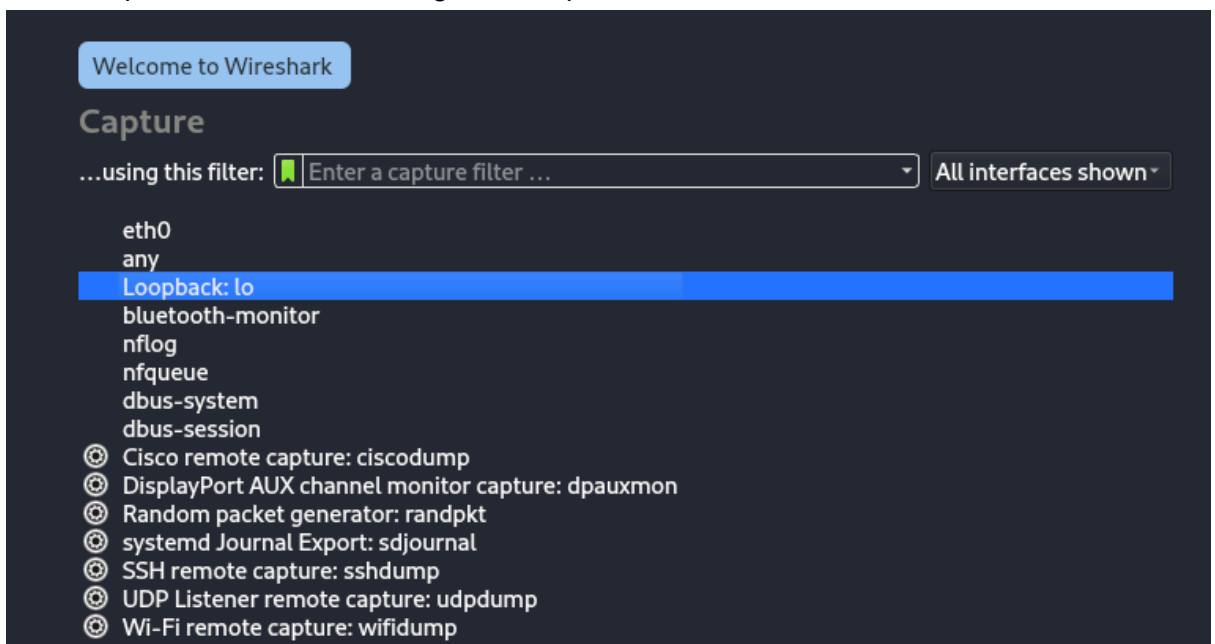 Welcome to Wireshark
Capture
...using this filter: Enter a capture filter ... All interfaces shown
eth0
any
Loopback: lo
bluetooth-monitor
nflog
nfqueue
dbus-system
dbus-session
Cisco remote capture: ciscodump
DisplayPort AUX channel monitor capture: dpauxmon
Random packet generator: randpkt
systemd Journal Export: sdjournal
SSH remote capture: sshdump
UDP Listener remote capture: udpdump
Wi-Fi remote capture: wifidump